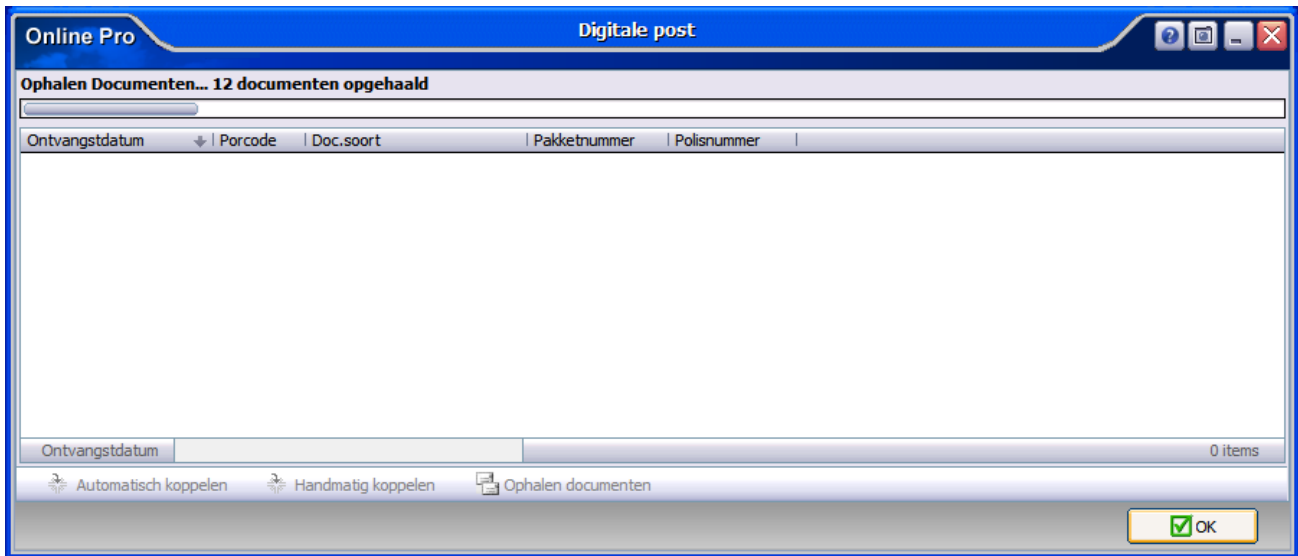 Online Pro Digitale post
Ophalen Documenten... 12 documenten opgehaald
Ontvangstdatum Porcode Doc.soort Pakketnummer Polisnummer
Ontvangstdatum 0 items
Automatisch koppelen Handmatig koppelen Ophalen documenten
OK